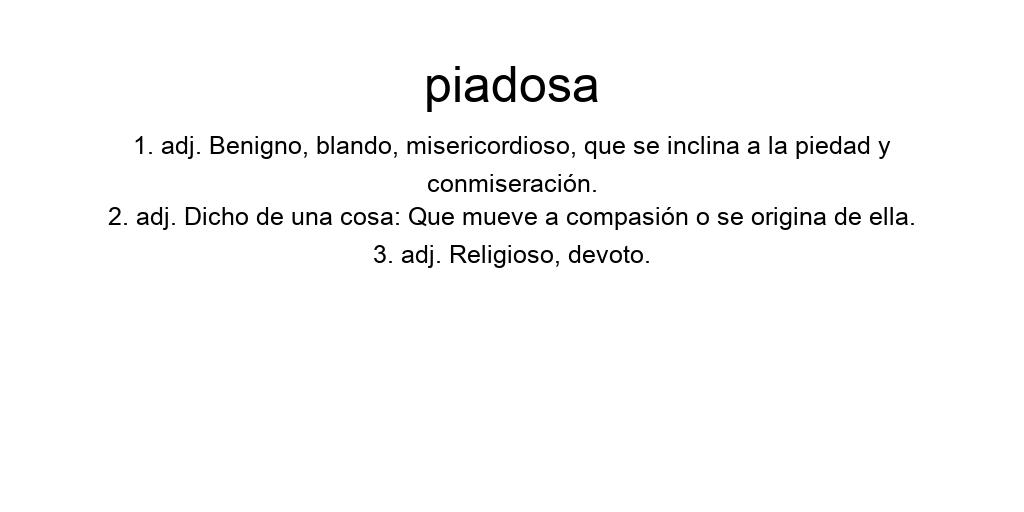 piadosa
1. adj. Benigno, blando, misericordioso, que se inclina a la piedad y
conmiseración.
2. adj. Dicho de una cosa: Que mueve a compasión o se origina de ella.
3. adj. Religioso, devoto.